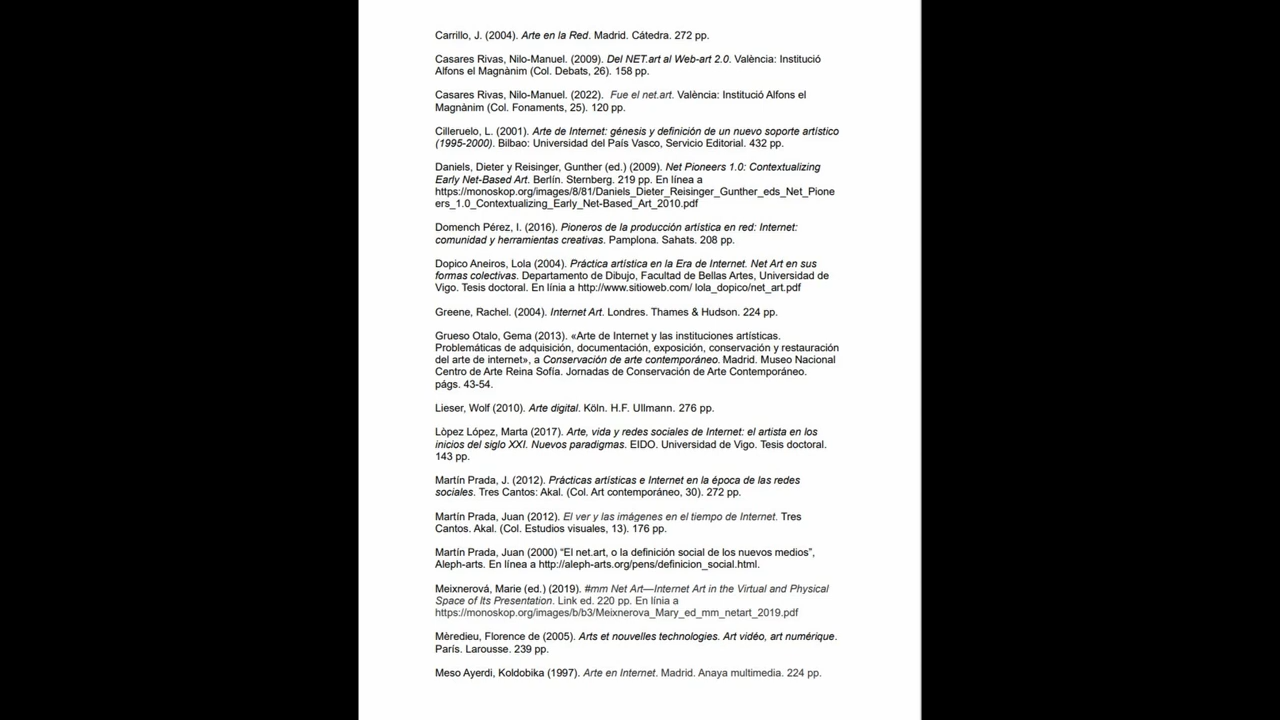 Carrillo, J. (2004). Arte en la Red. Madrid. Cátedra. 272 pp.
Casares Rivas, Nilo-Manuel. (2009). Del NET.art al Web-art 2.0. València: Institució
Alfons el Magnànim (Col. Debats, 26). 158 pp.
Casares Rivas, Nilo-Manuel. (2022). Fue el net.art. València: Institució Alfons el
Magnànim (Col. Fonaments, 25). 120 pp.
Cilleruelo, L. (2001). Arte de Internet: génesis y definición de un nuevo soporte artístico
(1995-2000). Bilbao: Universidad del País Vasco, Servicio Editorial. 432 pp.
Daniels, Dieter y Reisinger, Gunther (ed.) (2009). Net Pioneers 1.0: Contextualizing
Early Net-Based Art. Berlín. Sternberg. 219 pp. En línea a
https://monoskop.org/images/8/81/Daniels_Dieter_Reisinger_Gunther_eds_Net_Pione
ers_1.0_Contextualizing_Early_Net-Based_Art_2010.pdf
Domench Pérez, I. (2016). Pioneros de la producción artística en red: Internet:
comunidad y herramientas creativas. Pamplona. Sahats. 208 pp.
Dopico Aneiros, Lola (2004). Práctica artística en la Era de Internet. Net Art en sus
formas colectivas. Departamento de Dibujo, Facultad de Bellas Artes, Universidad de
Vigo. Tesis doctoral. En línia a http://www.sitioweb.com/ lola_dopico/net_art.pdf
Greene, Rachel. (2004). Internet Art. Londres. Thames & Hudson. 224 pp.
Grueso Otalo, Gema (2013). «Arte de Internet y las instituciones artísticas.
Problemáticas de adquisición, documentación, exposición, conservación y restauración
del arte de internet», a Conservación de arte contemporáneo. Madrid. Museo Nacional
Centro de Arte Reina Sofía. Jornadas de Conservación de Arte Contemporáneo.
págs. 43-54.
Lieser, Wolf (2010). Arte digital. Köln. H.F. Ullmann. 276 pp.
Lòpez López, Marta (2017). Arte, vida y redes sociales de Internet: el artista en los
inicios del siglo XXI. Nuevos paradigmas. EIDO. Universidad de Vigo. Tesis doctoral.
143 pp.
Martín Prada, J. (2012). Prácticas artísticas e Internet en la época de las redes
sociales. Tres Cantos: Akal. (Col. Art contemporáneo, 30). 272 pp.
Martín Prada, Juan (2012). El ver y las imágenes en el tiempo de Internet. Tres
Cantos. Akal. (Col. Estudios visuales, 13). 176 pp.
Martín Prada, Juan (2000) “El net.art, o la definición social de los nuevos medios”,
Aleph-arts. En línea a http://aleph-arts.org/pens/definicion_social.html.
Meixnerová, Marie (ed.) (2019). #mm Net Art—Internet Art in the Virtual and Physical
Space of Its Presentation. Link ed. 220 pp. En línia a
https://monoskop.org/images/b/b3/Meixnerova_Mary_ed_mm_netart_2019.pdf
Mèredieu, Florence de (2005). Arts et nouvelles technologies. Art vidéo, art numérique.
París. Larousse. 239 pp.
Meso Ayerdi, Koldobika (1997). Arte en Internet. Madrid. Anaya multimedia. 224 pp.